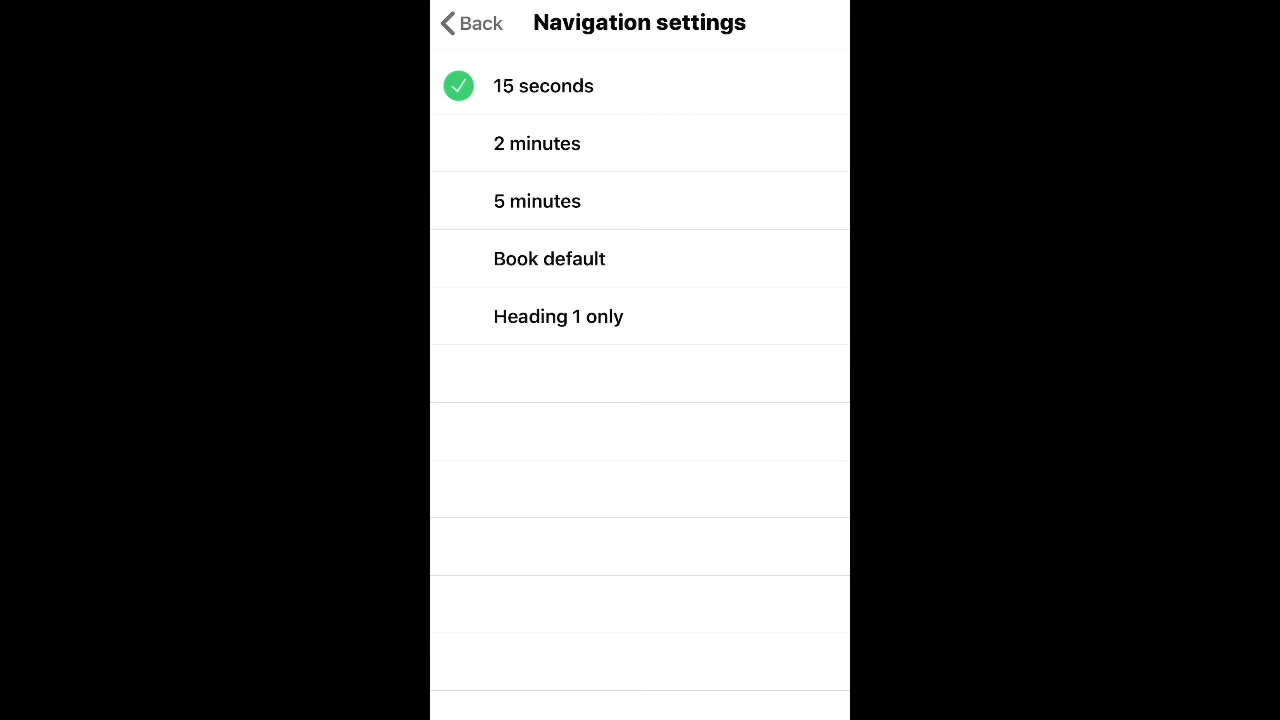 Back Navigation settings
15 seconds
2 minutes
5 minutes
Book default
Heading 1 only